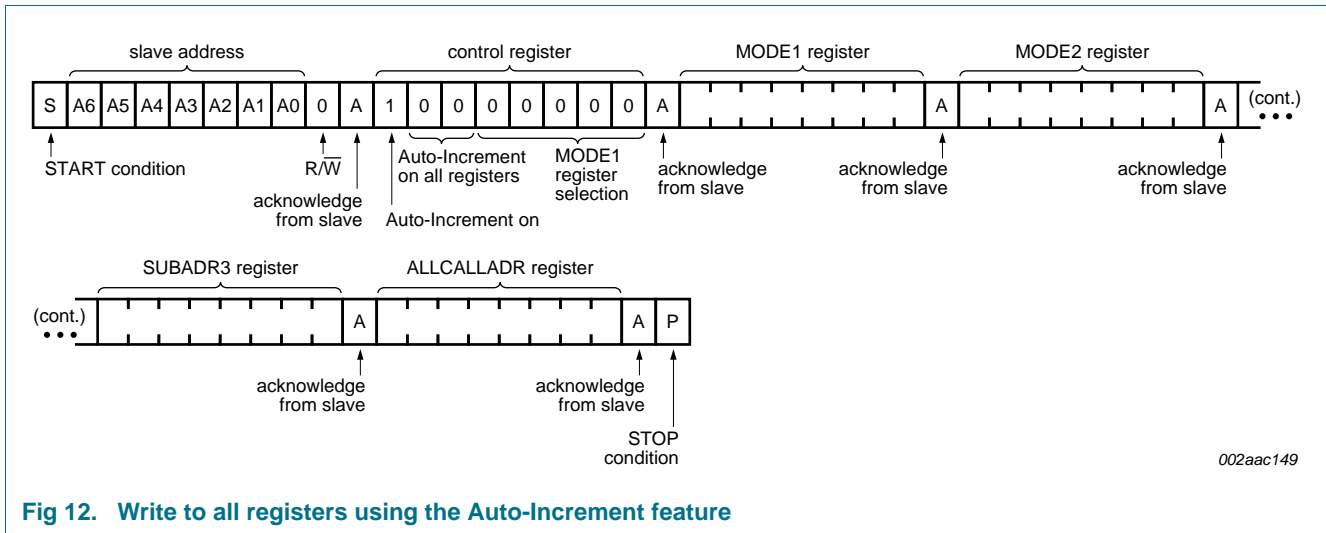 slave address control register MODE1 register MODE2 register
S A6 A5 A4 A3 A2 A1 A0 0 A 1 0 0 0 0 0 0 0 A A A (cont.)
START condition R/W̅ Auto-Increment on all registers MODE1 register selection acknowledge from slave acknowledge from slave acknowledge from slave
acknowledge from slave Auto-Increment on
SUBADR3 register ALLCALLADR register
(cont.) A A P
acknowledge from slave acknowledge from slave
STOP condition
002aac149
Fig 12. Write to all registers using the Auto-Increment feature